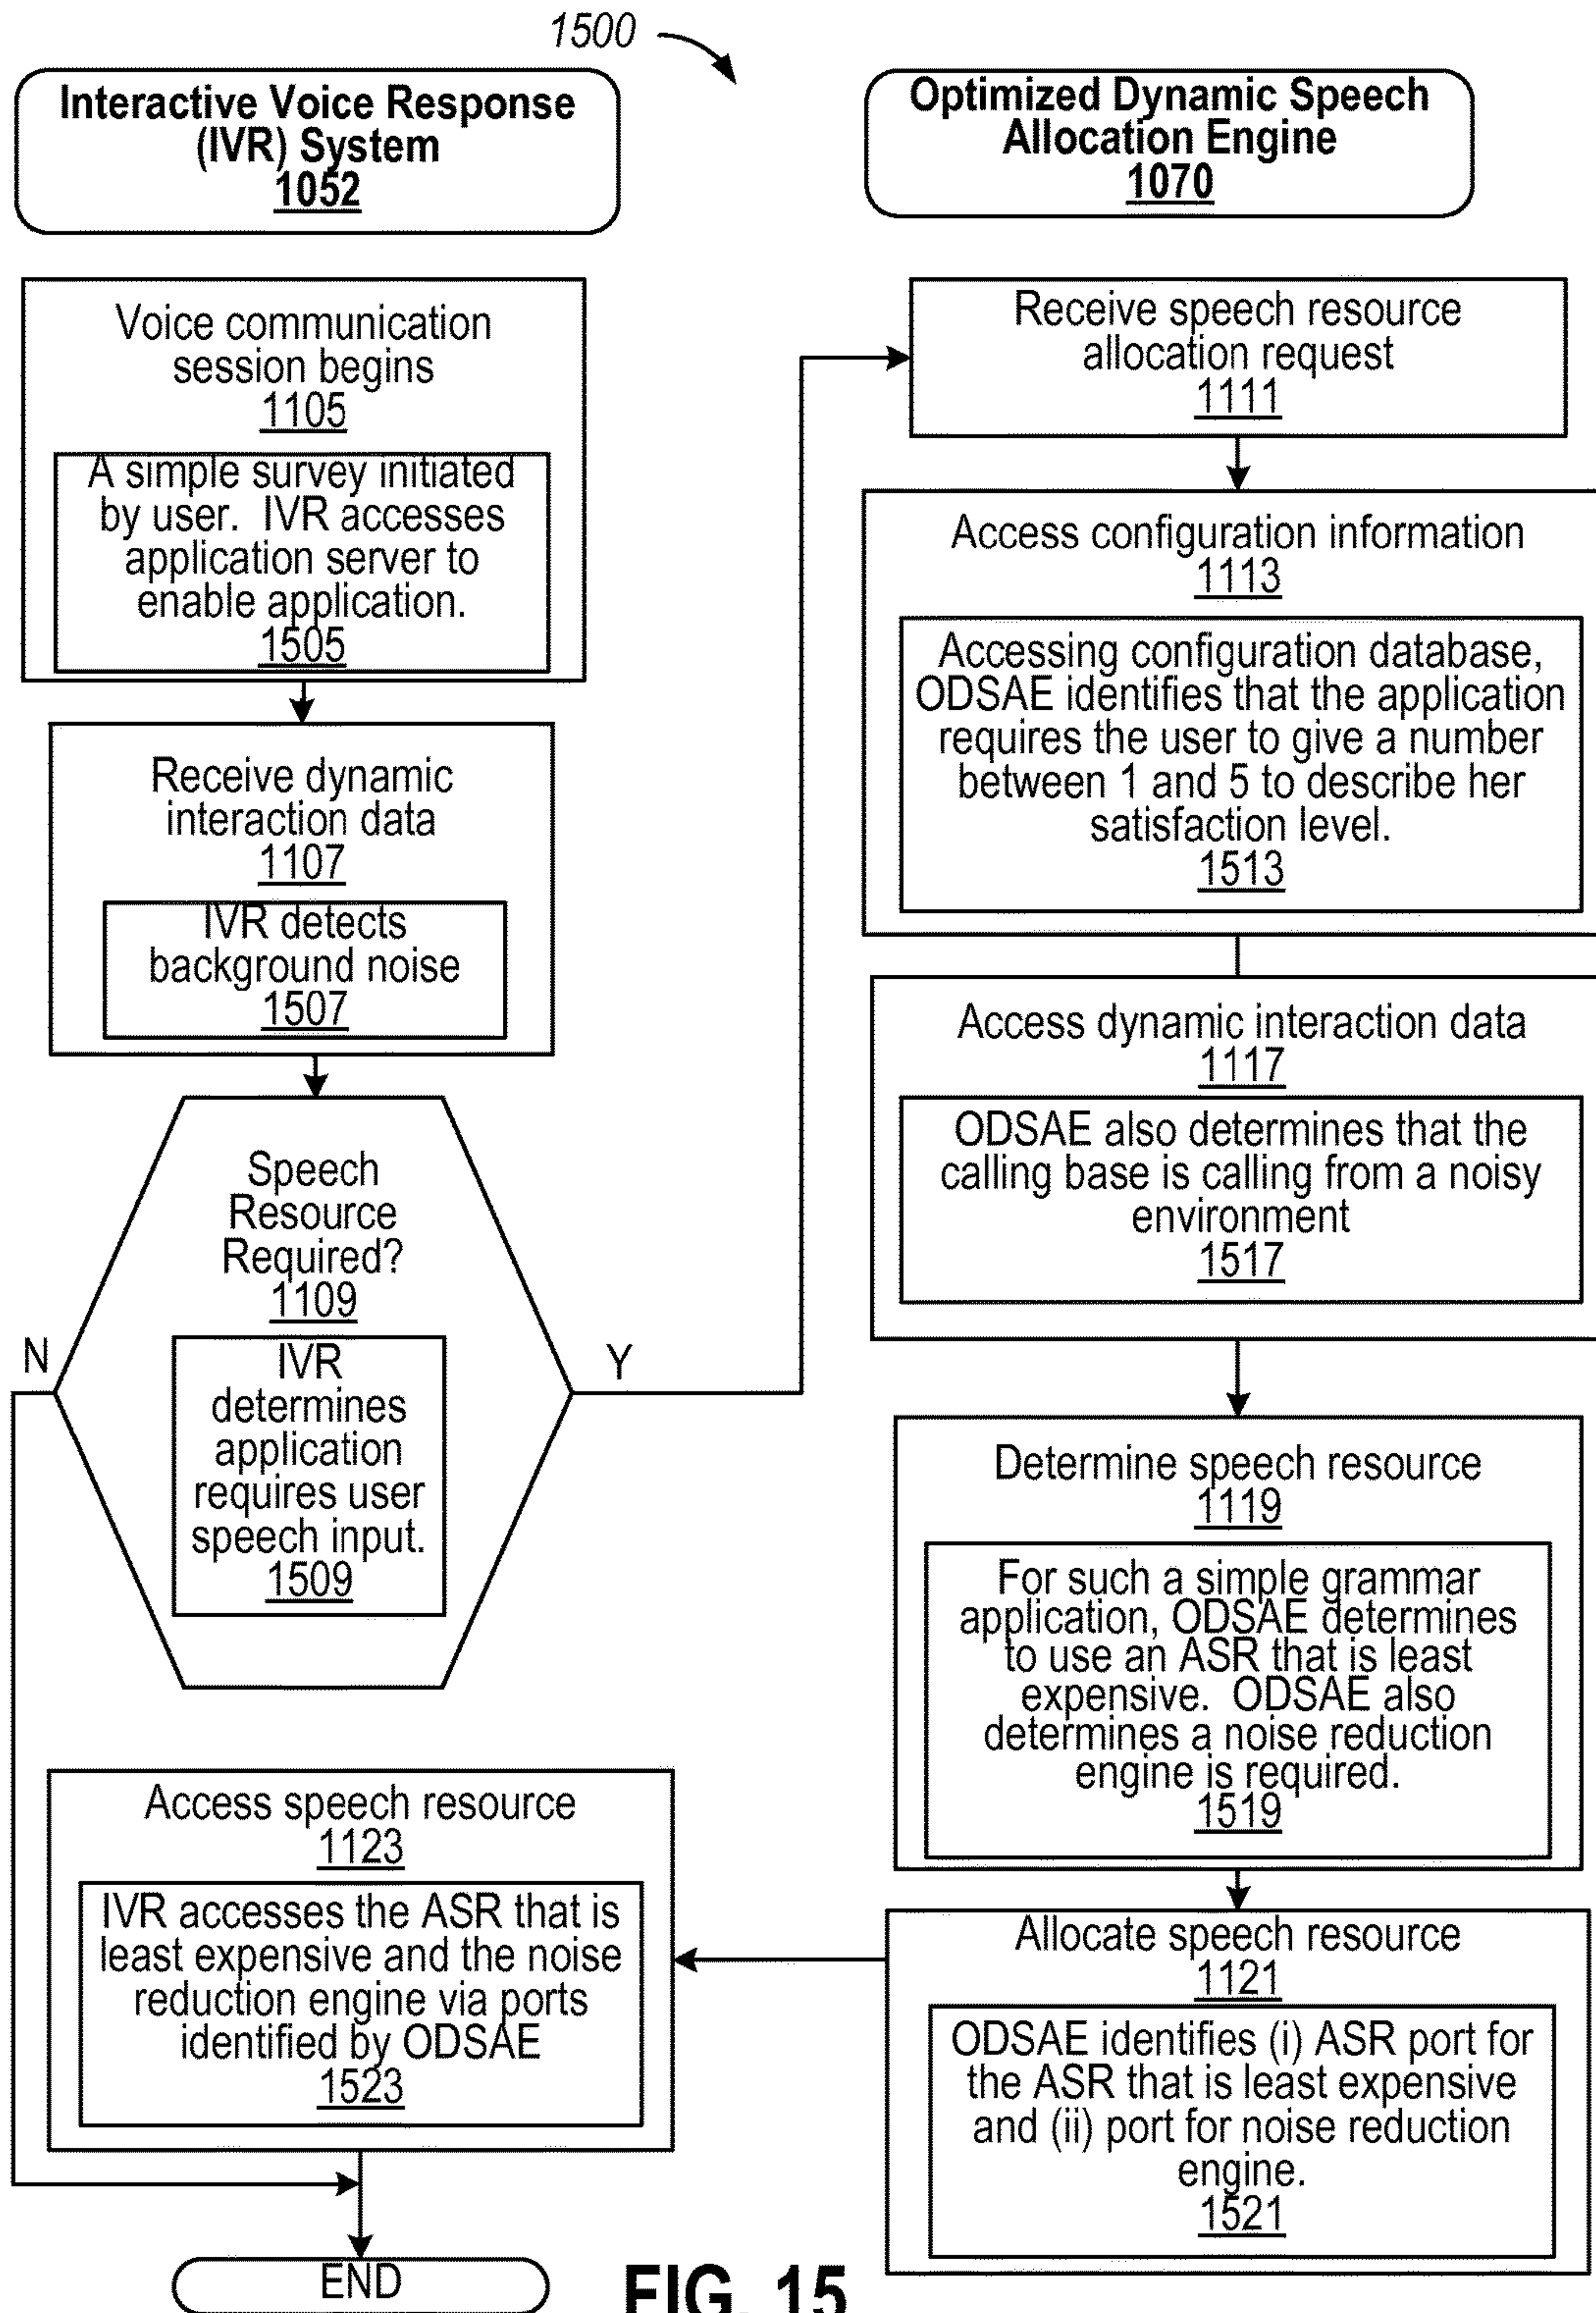 1500
Interactive Voice Response
(IVR) System
1052
Voice communication
session begins
1105
A simple survey initiated
by user. IVR accesses
application server to
enable application.
1505
Receive dynamic
interaction data
1107
IVR detects
background noise
1507
Speech
Resource
Required?
1109
IVR
determines
application
requires user
speech input.
1509
N
Y
Optimized Dynamic Speech
Allocation Engine
1070
Receive speech resource
allocation request
1111
Access configuration information
1113
Accessing configuration database,
ODSAE identifies that the application
requires the user to give a number
between 1 and 5 to describe her
satisfaction level.
1513
Access dynamic interaction data
1117
ODSAE also determines that the
calling base is calling from a noisy
environment
1517
Determine speech resource
1119
For such a simple grammar
application, ODSAE determines
to use an ASR that is least
expensive. ODSAE also
determines a noise reduction
engine is required.
1519
Allocate speech resource
1121
ODSAE identifies (i) ASR port for
the ASR that is least expensive
and (ii) port for noise reduction
engine.
1521
Access speech resource
1123
IVR accesses the ASR that is
least expensive and the noise
reduction engine via ports
identified by ODSAE
1523
END
FIG. 15